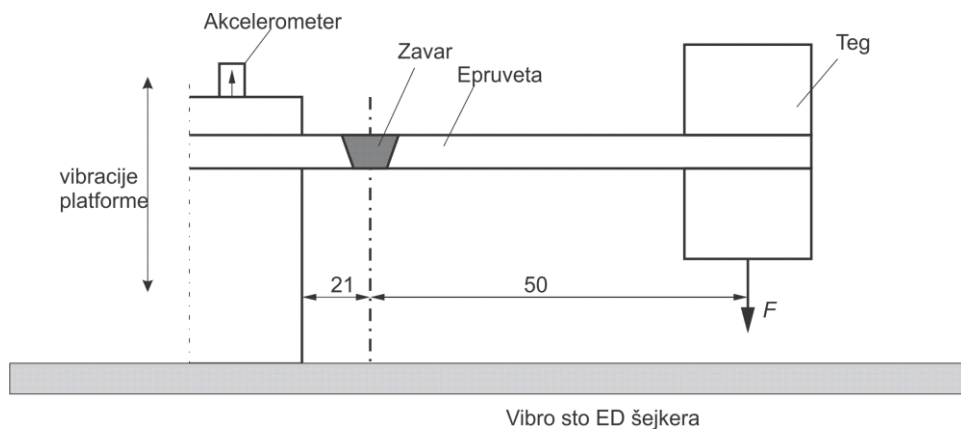 Akcelerometer
Zavar
Epruveta
Teg
vibracije
platforme
21
50
F
Vibro sto ED šejkera